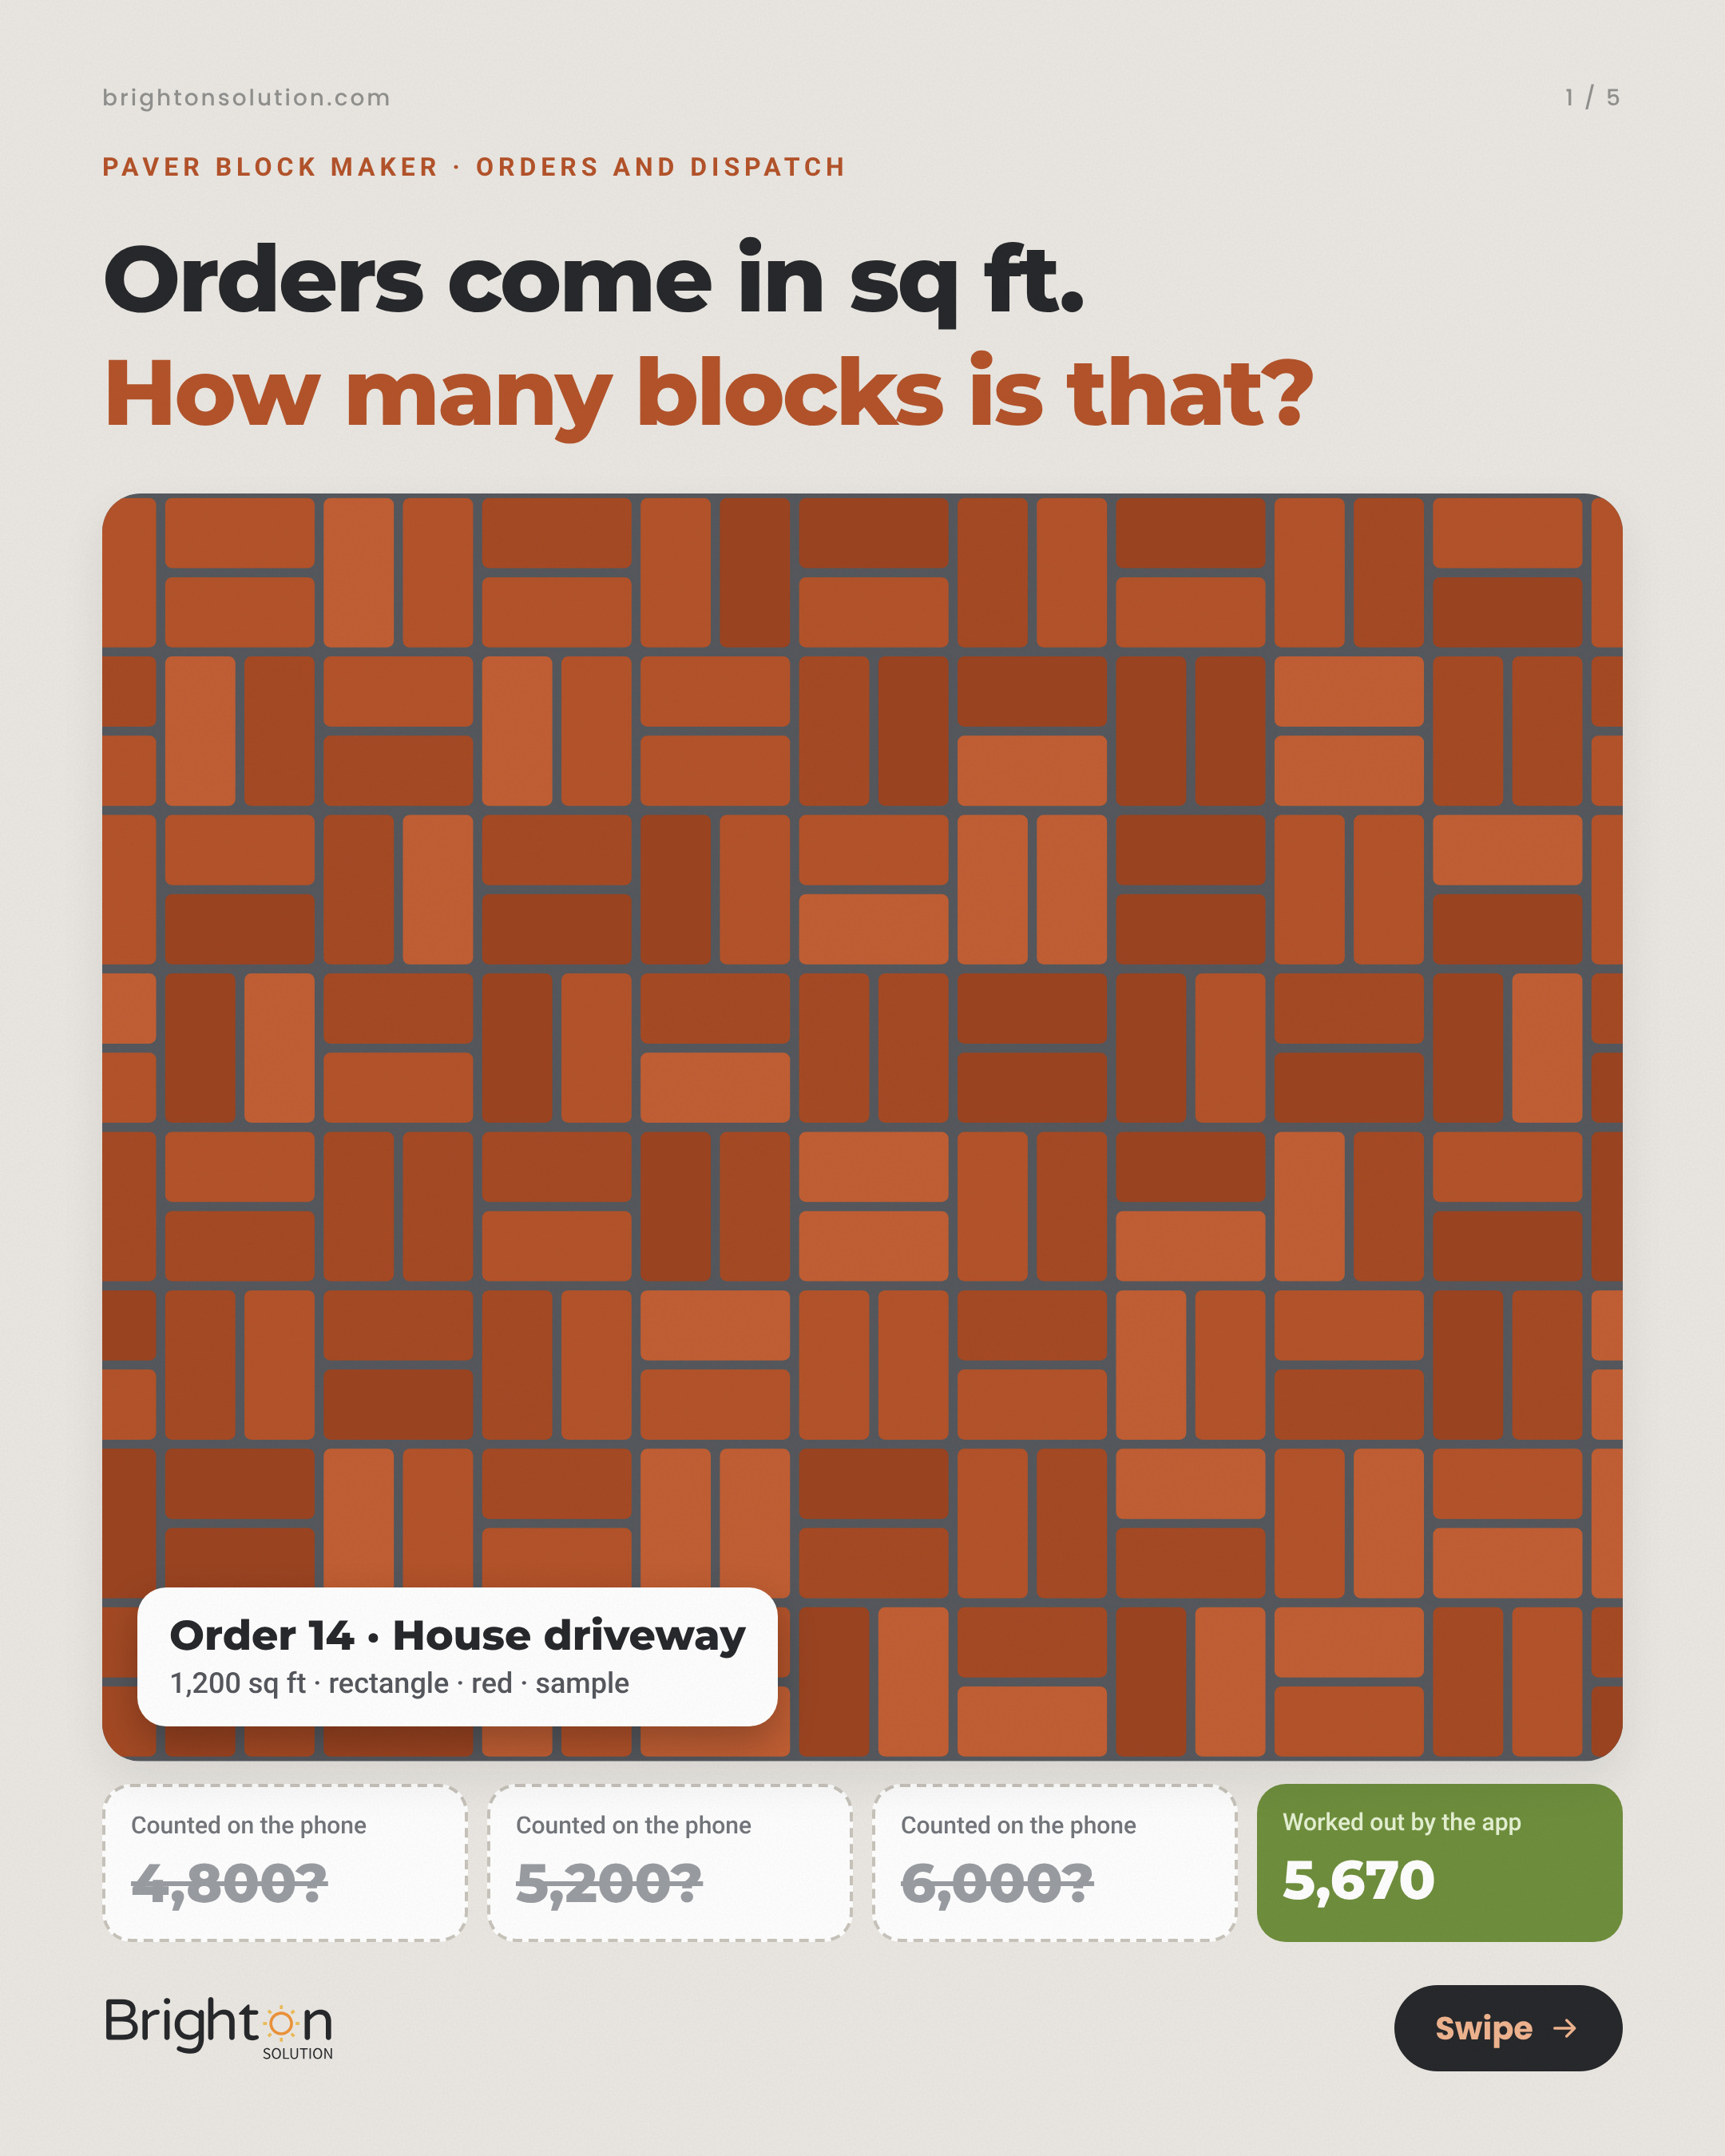 brightonsolution.com
1 / 5
PAVER BLOCK MAKER · ORDERS AND DISPATCH
Orders come in sq ft.
How many blocks is that?
Order 14 · House driveway
1,200 sq ft · rectangle · red · sample
Counted on the phone
4,800?
Counted on the phone
5,200?
Counted on the phone
6,000?
Worked out by the app
5,670
Brighton
SOLUTION
Swipe →